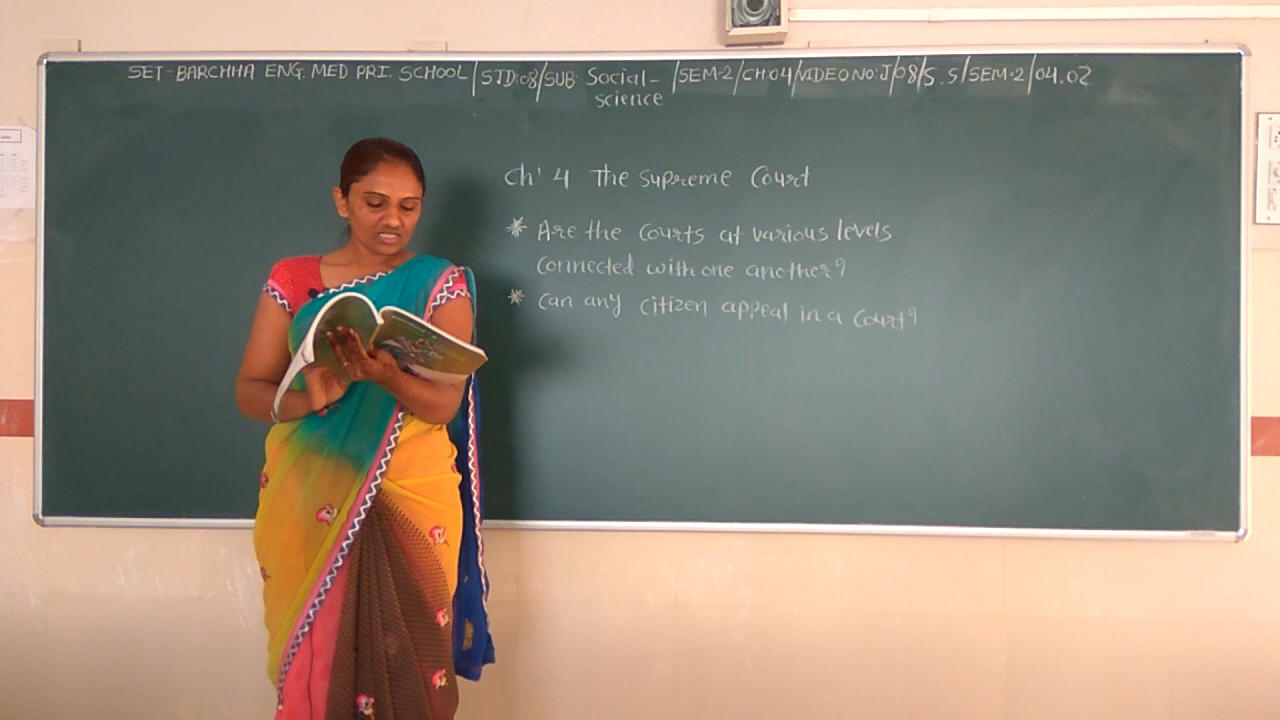 SET-BARCHHA ENG. MED PRI. SCHOOL | STD:08/SUB: Social- / SEM-2/CH:04/VIDEO NO: J/08/S.S/SEM-2/04.02
science
Ch: 4 The Supreme Court
* Are the Courts at various levels
connected with one another?
* Can any citizen appeal in a Court?